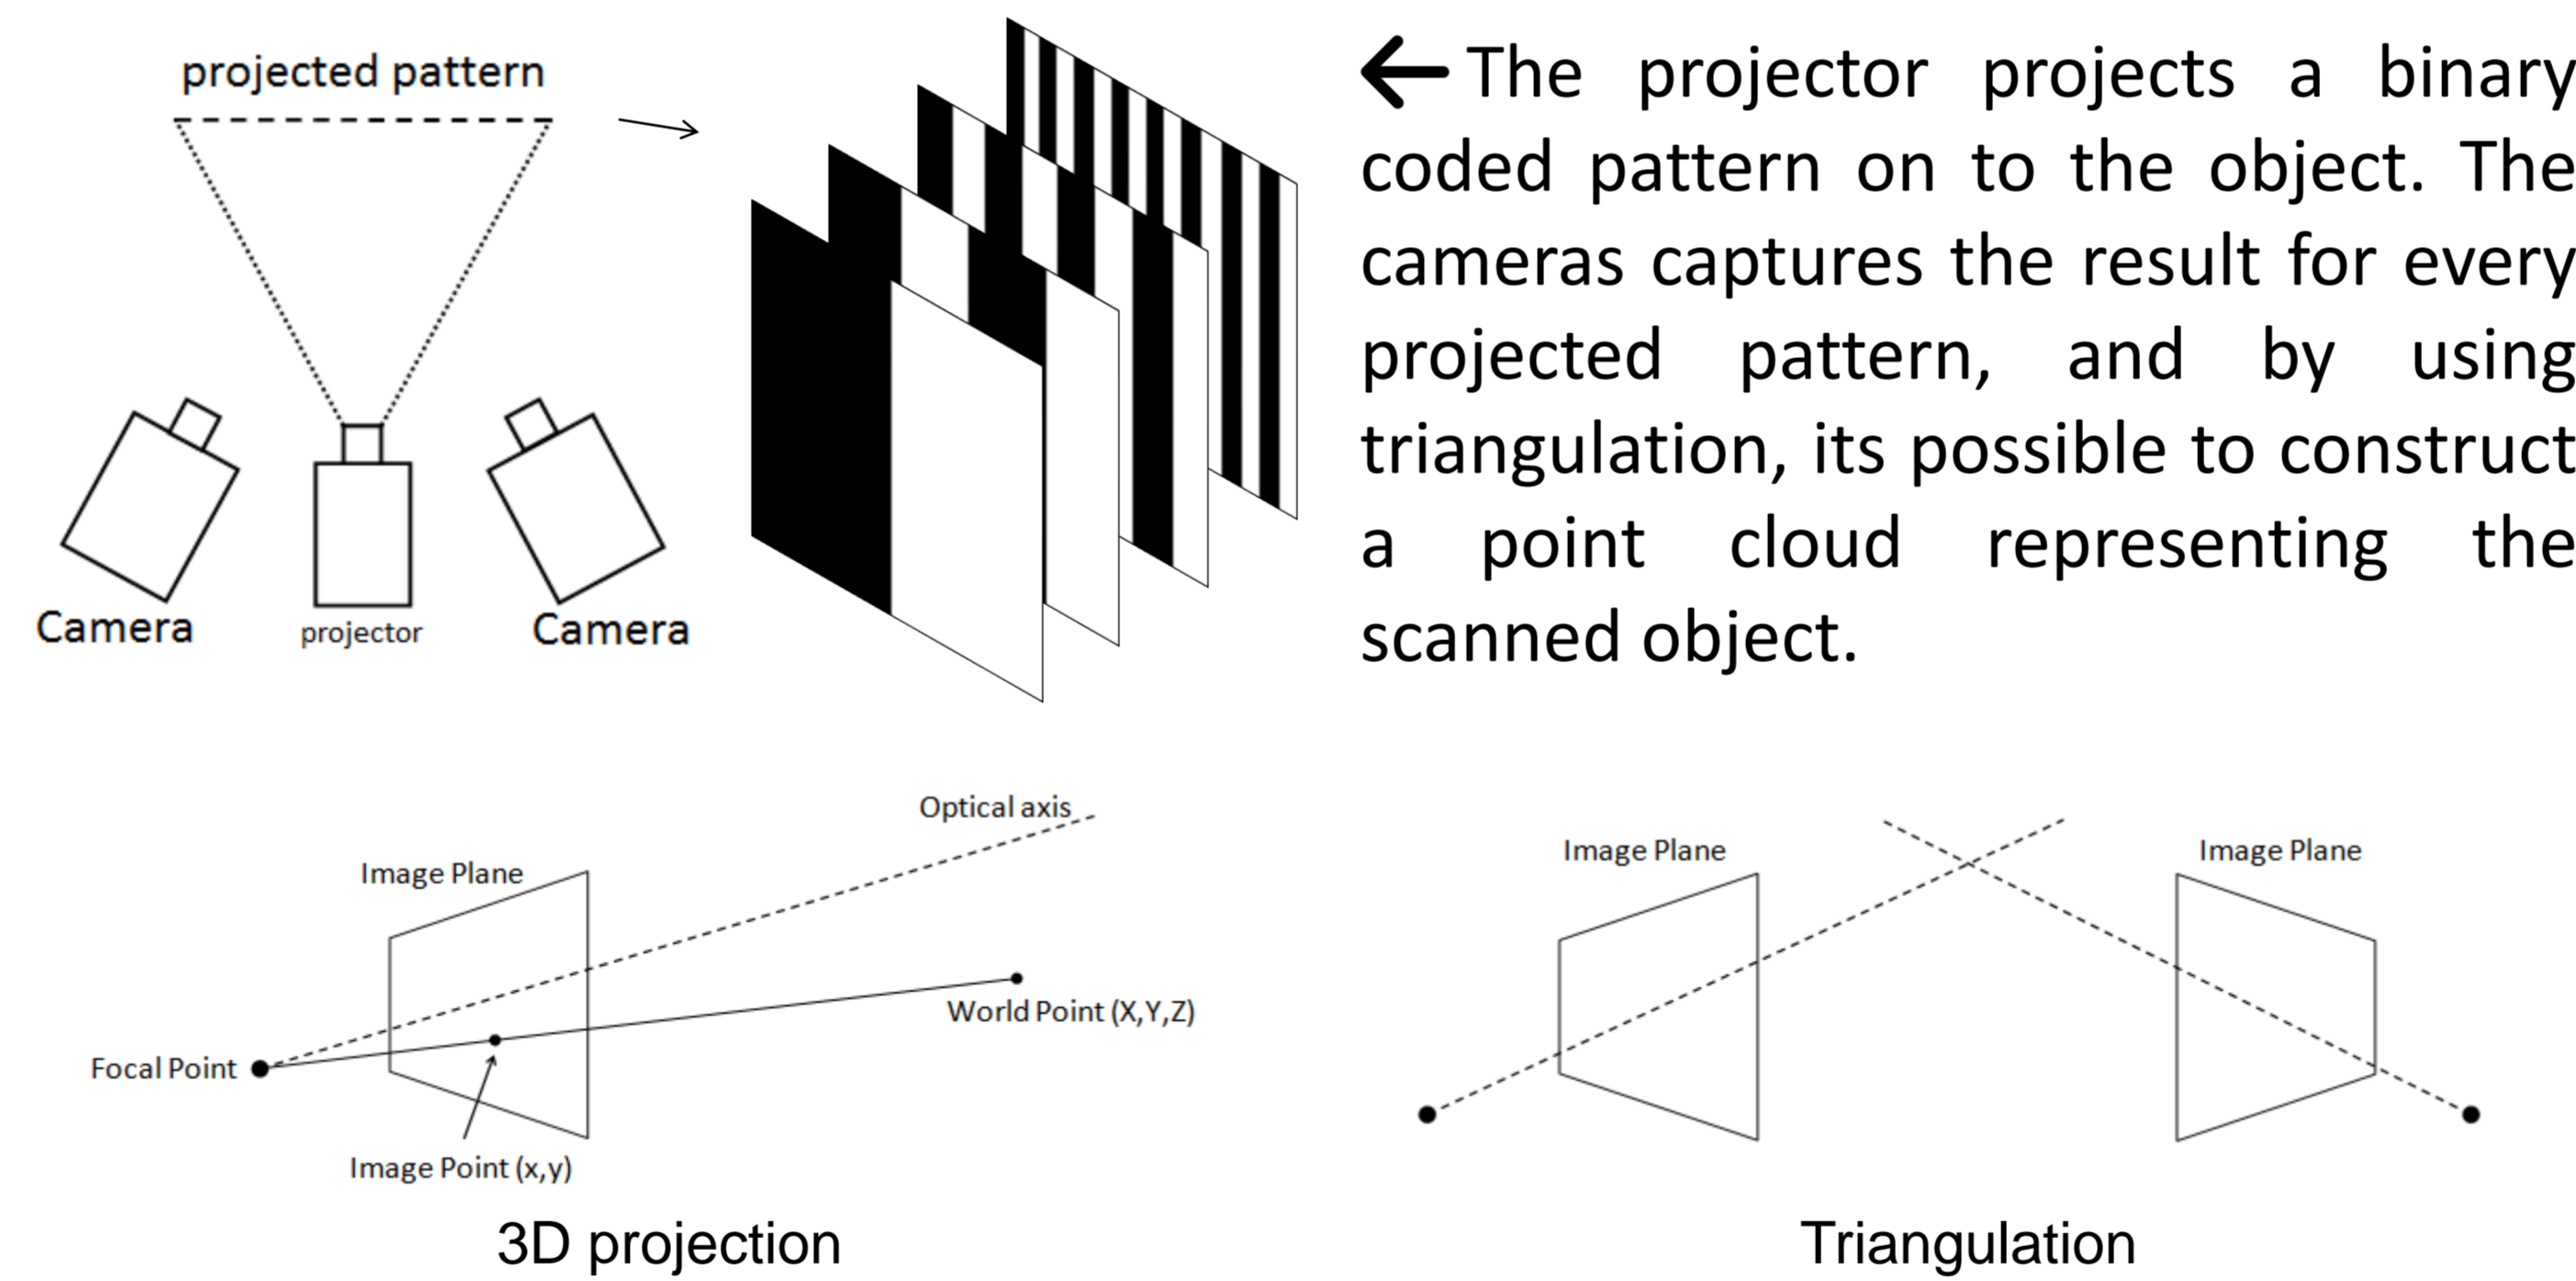 projected pattern
Camera
projector
Camera
← The projector projects a binary
coded pattern on to the object. The
cameras captures the result for every
projected pattern, and by using
triangulation, its possible to construct
a point cloud representing the
scanned object.
Optical axis
Image Plane
World Point (X,Y,Z)
Focal Point
Image Point (x,y)
3D projection
Image Plane
Image Plane
Triangulation